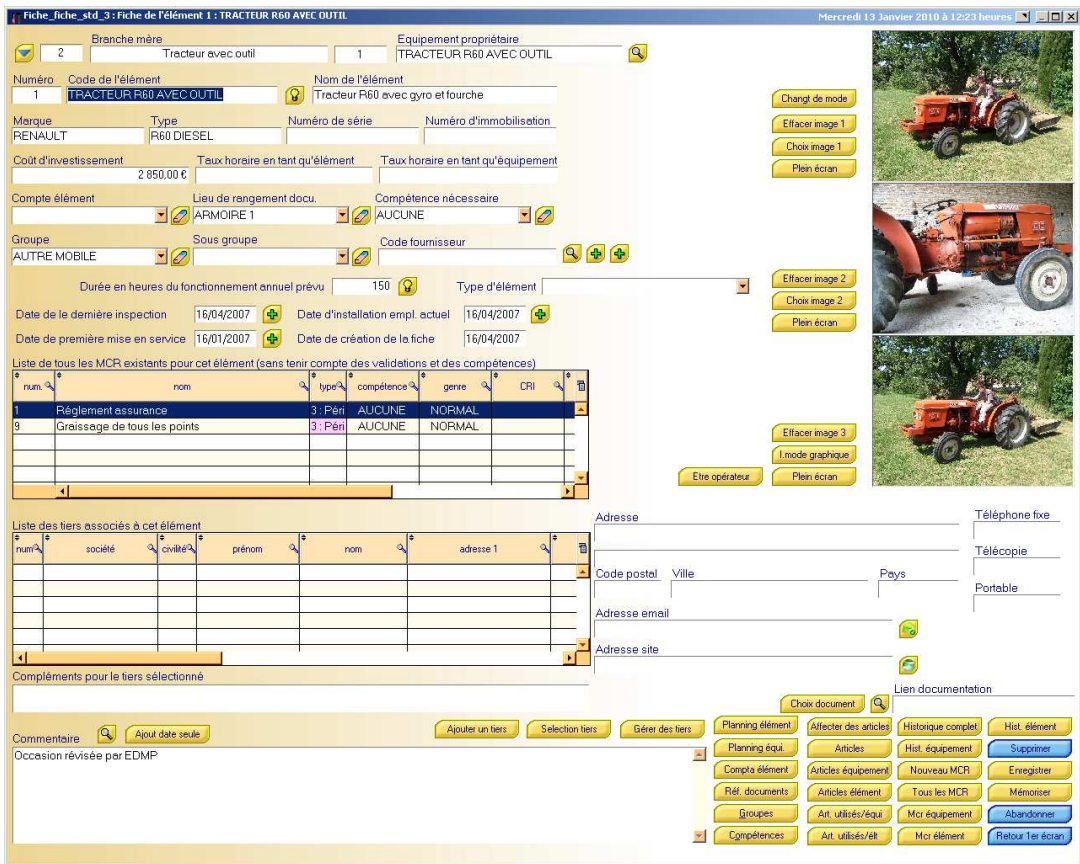 Fiche_fiche_std_3 : Fiche de l'élément 1 : TRACTEUR R60 AVEC OUTIL Mercredi 13 Janvier 2010 à 12:23 heures
Branche mère Equipement propriétaire
2 Tracteur avec outil 1 TRACTEUR R60 AVEC OUTIL
Numéro Code de l'élément Nom de l'élément
1 TRACTEUR R60 AVEC OUTIL Tracteur R60 avec gyro et fourche
Changt de mode
Marque Type Numéro de série Numéro d'immobilisation
Effacer image 1
RENAULT R60 DIESEL
Choix image 1
Coût d'investissement Taux horaire en tant qu'élément Taux horaire en tant qu'équipement
Plein écran
2 850,00 €
Compte élément Lieu de rangement docu. Compétence nécessaire
ARMOIRE 1 AUCUNE
Groupe Sous groupe Code fournisseur
AUTRE MOBILE
Durée en heures du fonctionnement annuel prévu 150 Type d'élément
Effacer image 2
Choix image 2
Date de le dernière inspection 16/04/2007 Date d'installation empl. actuel 16/04/2007
Plein écran
Date de première mise en service 16/01/2007 Date de création de la fiche 16/04/2007
Liste de tous les MCR existants pour cet élément (sans tenir compte des validations et des compétences)
num. nom type compétence genre CRI
1 Réglement assurance 3 : Péri AUCUNE NORMAL
9 Graissage de tous les points 3 : Péri AUCUNE NORMAL
Effacer image 3
I.mode graphique
Etre opérateur Plein écran
Liste des tiers associés à cet élément
Adresse Téléphone fixe
num société civilité prénom nom adresse 1
Télécopie
Code postal Ville Pays
Portable
Adresse email
Adresse site
Compléments pour le tiers sélectionné
Lien documentation
Choix document
Commentaire Ajout date seule Ajouter un tiers Selection tiers Gérer des tiers
Planning élément Affecter des articles Historique complet Hist. élément
Occasion révisée par EDMP
Planning équi. Articles Hist. équipement Supprimer
Compta élément Articles équipement Nouveau MCR Enregistrer
Réf. documents Articles élément Tous les MCR Mémoriser
Groupes Art. utilisés/équi Mcr équipement Abandonner
Compétences Art. utilisés/élt Mcr élément Retour 1er écran